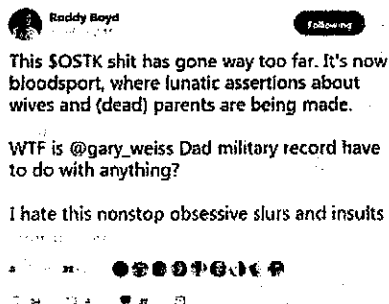 Roddy Boyd
Following
This $OSTK shit has gone way too far. It's now
bloodsport, where lunatic assertions about
wives and (dead) parents are being made.
WTF is @gary_weiss Dad military record have
to do with anything?
I hate this nonstop obsessive slurs and insults